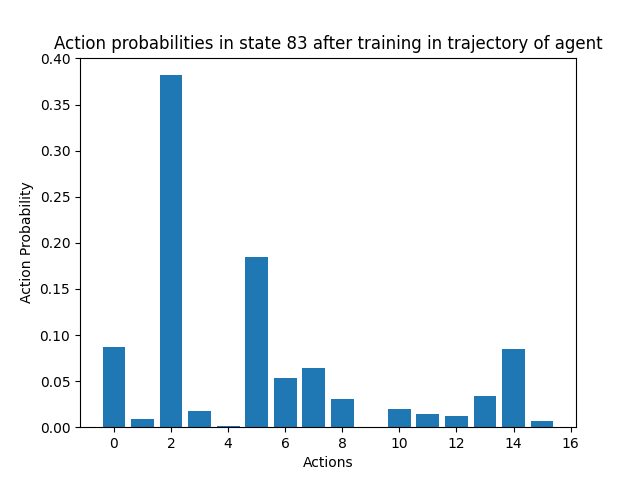 Action probabilities in state 83 after training in trajectory of agent
0.40
0.35
0.30
0.25
0.20
0.15
0.10
0.05
0.00
Action Probability
0 2 4 6 8 10 12 14 16
Actions